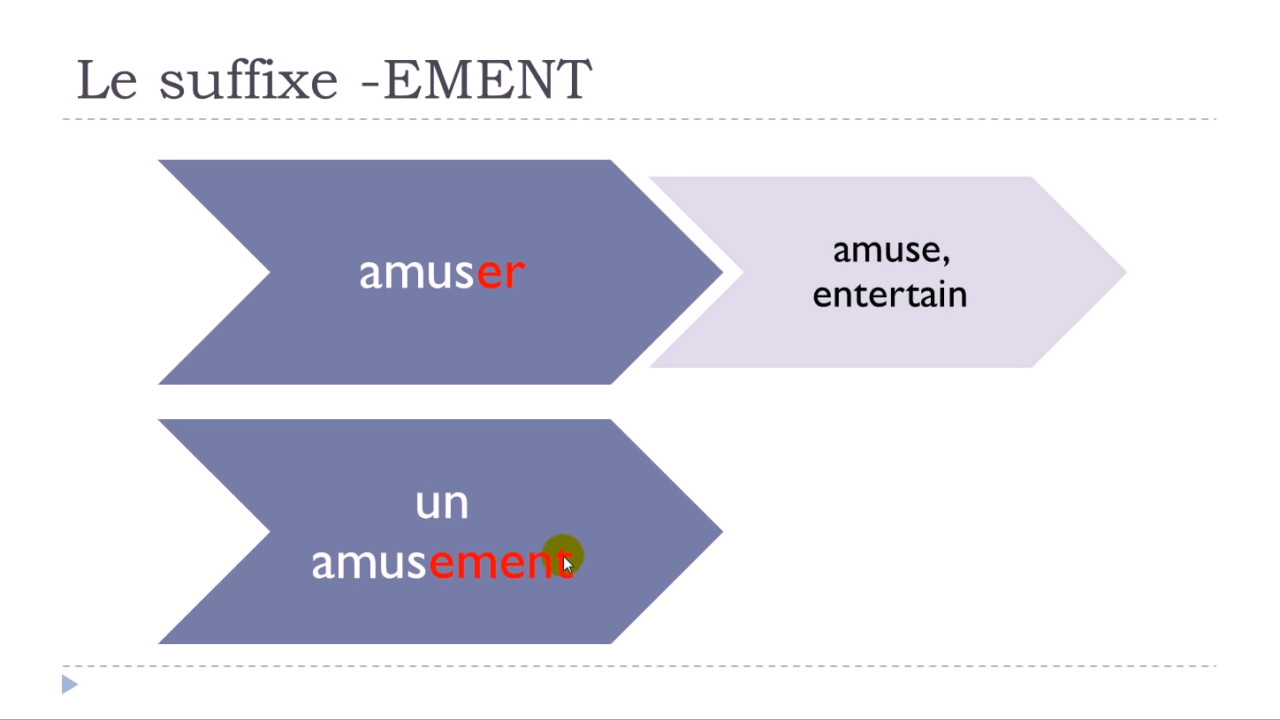 Le suffixe -EMENT
amuser
amuse,
entertain
un
amusement